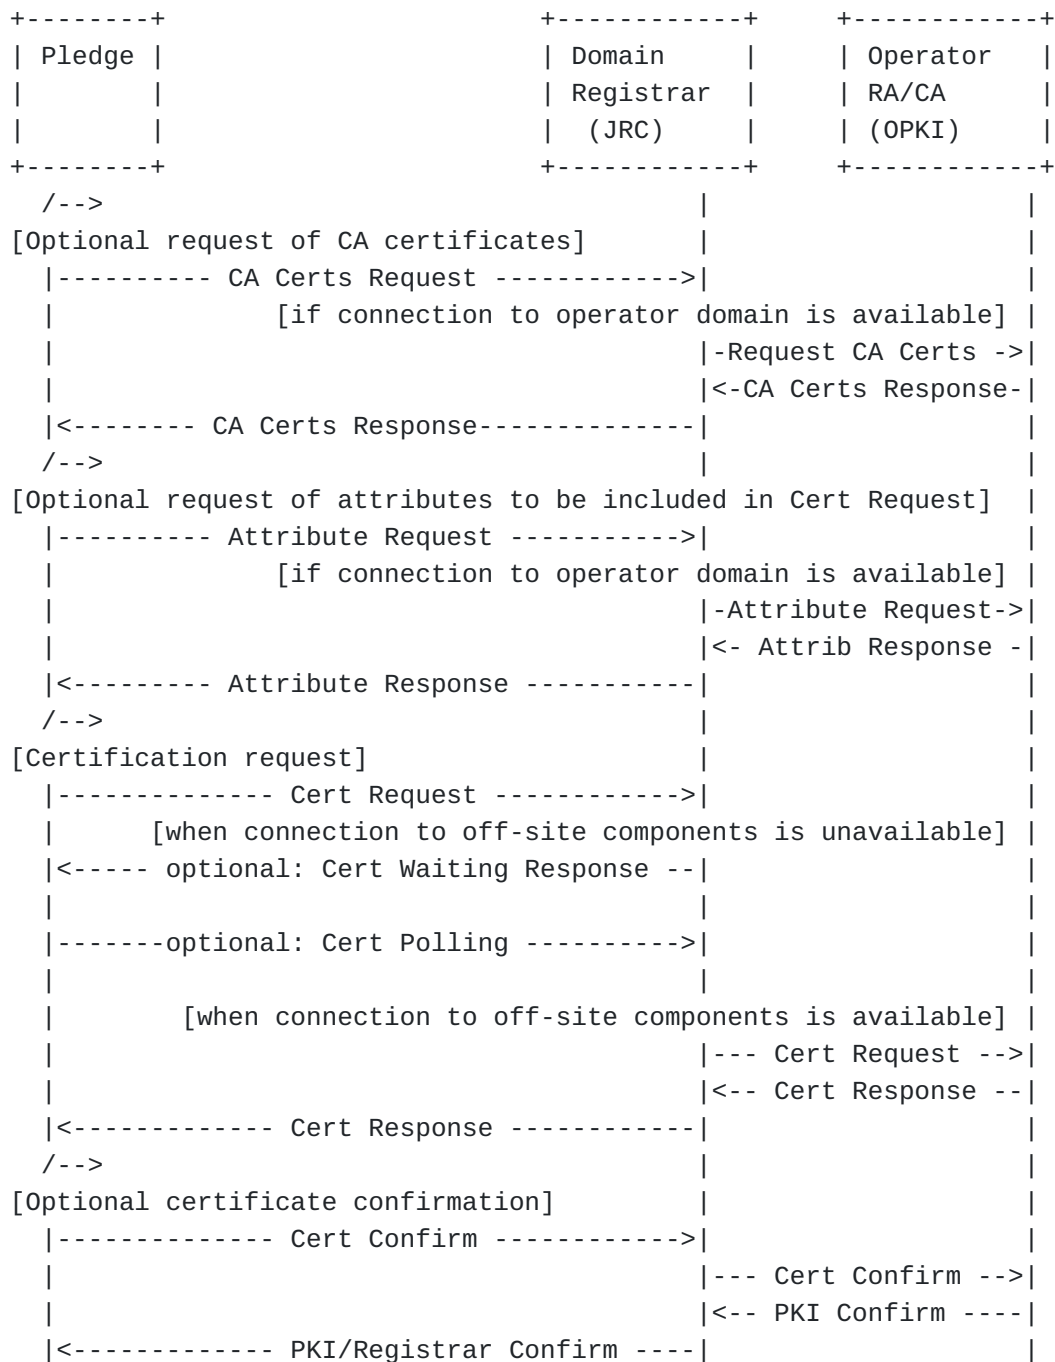 +--------+                        +------------+     +------------+
| Pledge |                        | Domain     |     | Operator   |
|        |                        | Registrar  |     | RA/CA      |
|        |                        |  (JRC)     |     | (OPKI)     |
+--------+                        +------------+     +------------+
  /-->                                      |                    |
[Optional request of CA certificates]       |                    |
  |---------- CA Certs Request ------------>|                    |
  |              [if connection to operator domain is available] |
  |                                         |-Request CA Certs ->|
  |                                         |<-CA Certs Response-|
  |<-------- CA Certs Response--------------|                    |
  /-->                                      |                    |
[Optional request of attributes to be included in Cert Request]  |
  |---------- Attribute Request ----------->|                    |
  |              [if connection to operator domain is available] |
  |                                         |-Attribute Request->|
  |                                         |<- Attrib Response -|
  |<--------- Attribute Response -----------|                    |
  /-->                                      |                    |
[Certification request]                     |                    |
  |-------------- Cert Request ------------>|                    |
  |      [when connection to off-site components is unavailable] |
  |<----- optional: Cert Waiting Response --|                    |
  |                                         |                    |
  |-------optional: Cert Polling ---------->|                    |
  |                                         |                    |
  |        [when connection to off-site components is available] |
  |                                         |--- Cert Request -->|
  |                                         |<-- Cert Response --|
  |<------------- Cert Response ------------|                    |
  /-->                                      |                    |
[Optional certificate confirmation]         |                    |
  |-------------- Cert Confirm ------------>|                    |
  |                                         |--- Cert Confirm -->|
  |                                         |<-- PKI Confirm ----|
  |<------------- PKI/Registrar Confirm ----|                    |